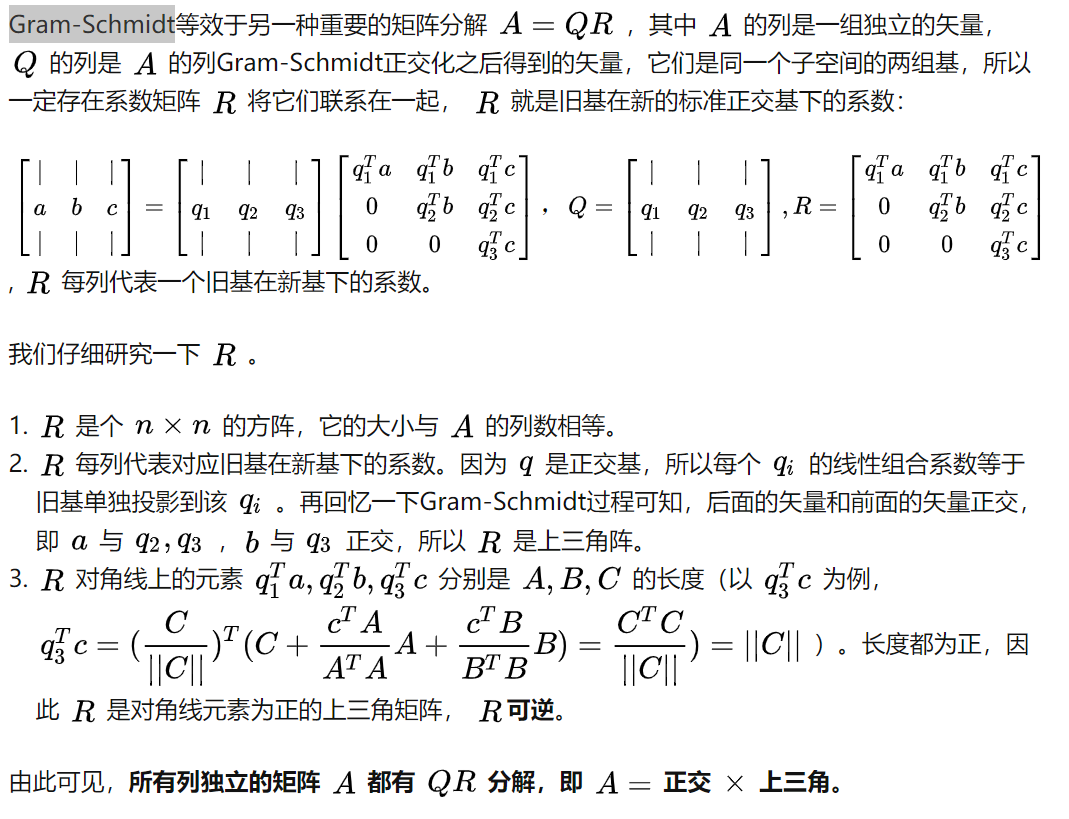 Gram-Schmidt等效于另一种重要的矩阵分解 $A = QR$ ，其中 $A$ 的列是一组独立的矢量，
$Q$ 的列是 $A$ 的列Gram-Schmidt正交化之后得到的矢量，它们是同一个子空间的两组基，所以
一定存在系数矩阵 $R$ 将它们联系在一起， $R$ 就是旧基在新的标准正交基下的系数：
$\begin{bmatrix} | & | & | \\ a & b & c \\ | & | & | \end{bmatrix} = \begin{bmatrix} | & | & | \\ q_1 & q_2 & q_3 \\ | & | & | \end{bmatrix} \begin{bmatrix} q_1^T a & q_1^T b & q_1^T c \\ 0 & q_2^T b & q_2^T c \\ 0 & 0 & q_3^T c \end{bmatrix}$ ， $Q = \begin{bmatrix} | & | & | \\ q_1 & q_2 & q_3 \\ | & | & | \end{bmatrix}, R = \begin{bmatrix} q_1^T a & q_1^T b & q_1^T c \\ 0 & q_2^T b & q_2^T c \\ 0 & 0 & q_3^T c \end{bmatrix}$
, $R$ 每列代表一个旧基在新基下的系数。
我们仔细研究一下 $R$ 。
1. $R$ 是个 $n \times n$ 的方阵，它的大小与 $A$ 的列数相等。
2. $R$ 每列代表对应旧基在新基下的系数。因为 $q$ 是正交基，所以每个 $q_i$ 的线性组合系数等于
旧基单独投影到该 $q_i$ 。再回忆一下Gram-Schmidt过程可知，后面的矢量和前面的矢量正交，
即 $a$ 与 $q_2, q_3$ ， $b$ 与 $q_3$ 正交，所以 $R$ 是上三角阵。
3. $R$ 对角线上的元素 $q_1^T a, q_2^T b, q_3^T c$ 分别是 $A, B, C$ 的长度（以 $q_3^T c$ 为例，
$q_3^T c = (\frac{C}{||C||})^T (C + \frac{c^T A}{A^T A} A + \frac{c^T B}{B^T B} B) = \frac{C^T C}{||C||}) = ||C||$ ）。长度都为正，因
此 $R$ 是对角线元素为正的上三角矩阵， $R$可逆。
由此可见，所有列独立的矩阵 $A$ 都有 $QR$ 分解，即 $A =$ 正交 $\times$ 上三角。